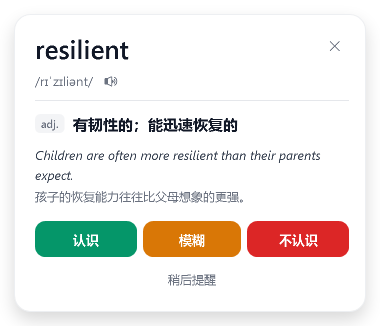 resilient
/rɪˈzɪliənt/
adj. 有韧性的；能迅速恢复的
Children are often more resilient than their parents
expect.
孩子的恢复能力往往比父母想象的更强。
认识 模糊 不认识
稍后提醒